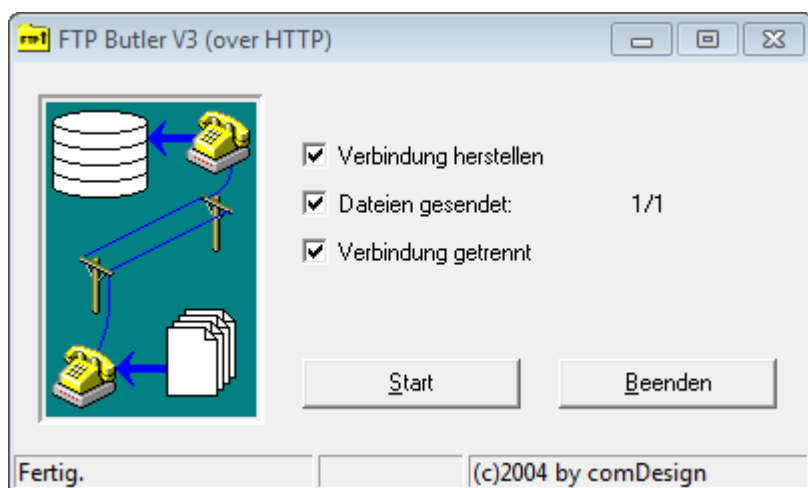 FTP Butler V3 (over HTTP)
Verbindung herstellen
Dateien gesendet: 1/1
Verbindung getrennt
Start Beenden
Fertig. (c)2004 by comDesign